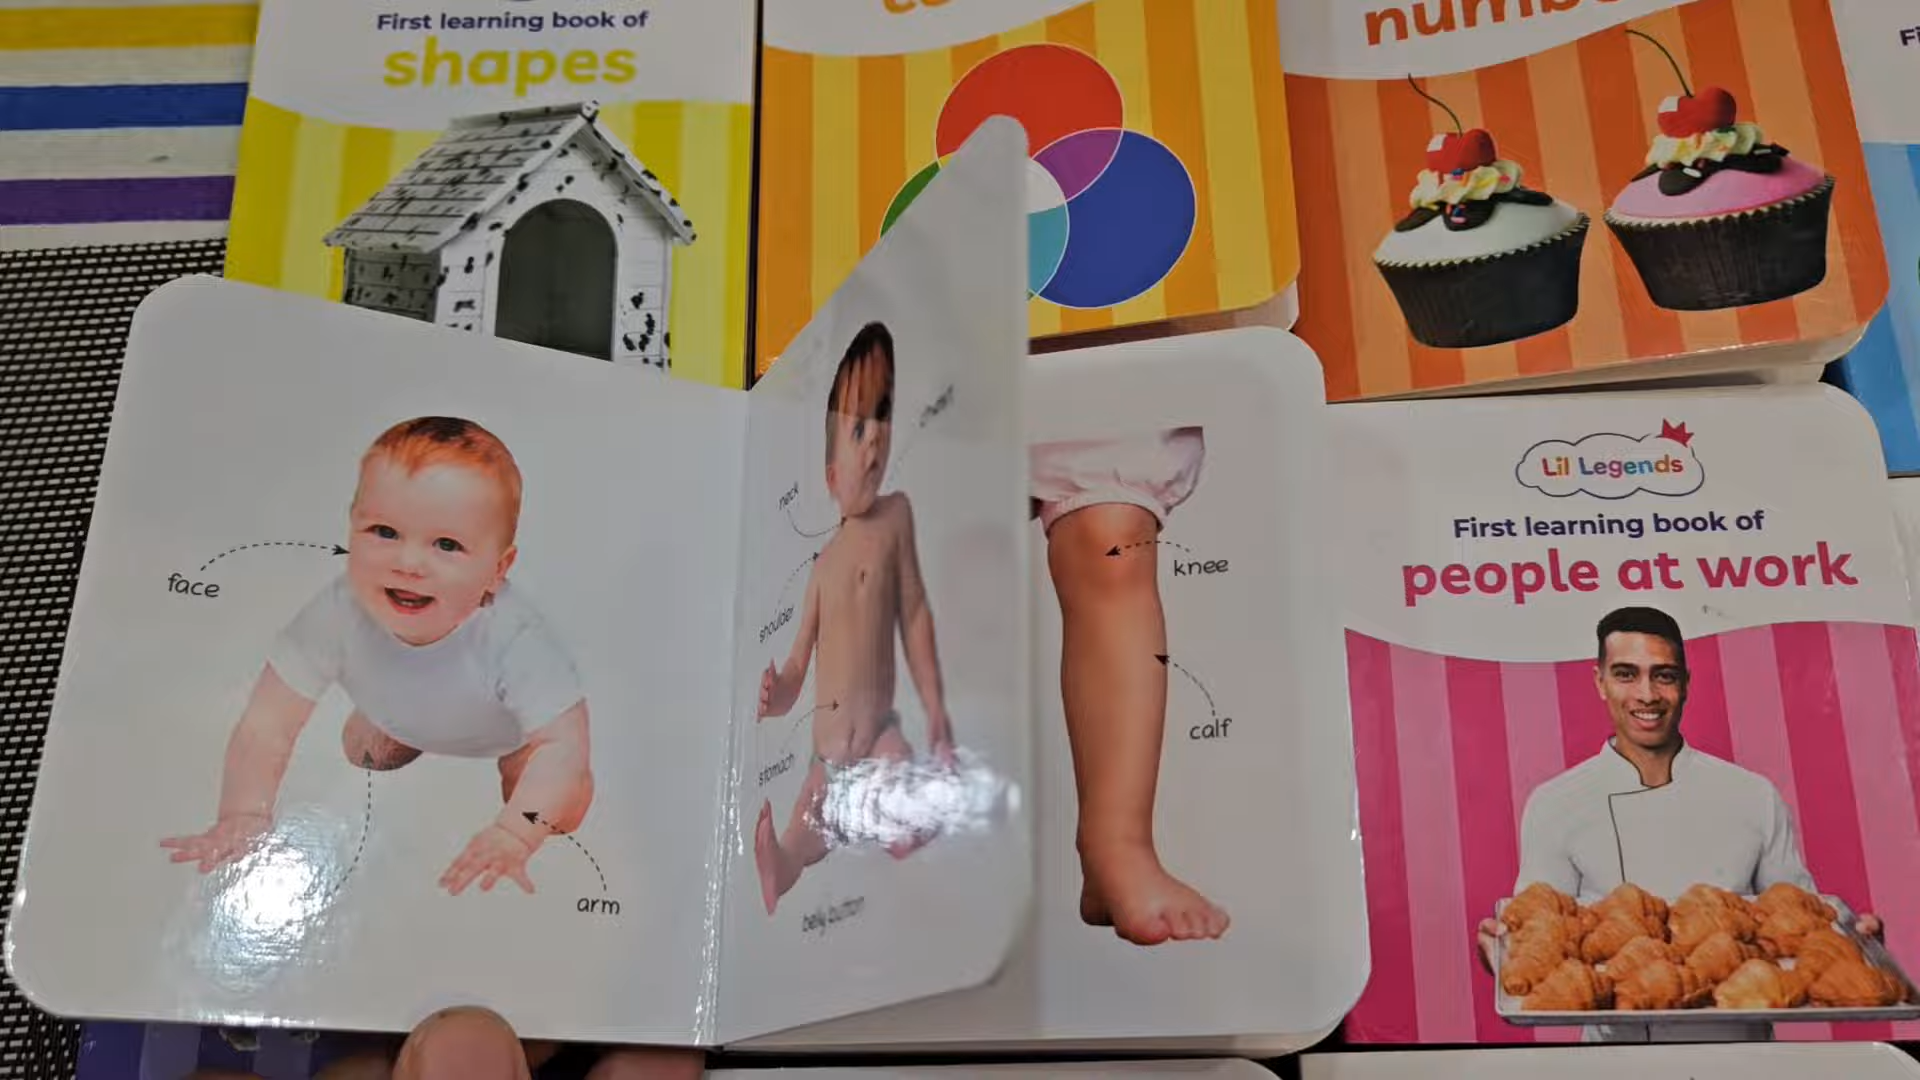 First learning book of
shapes
Lil Legends
First learning book of
people at work
face
arm
neck
shoulder
stomach
belly button
knee
calf